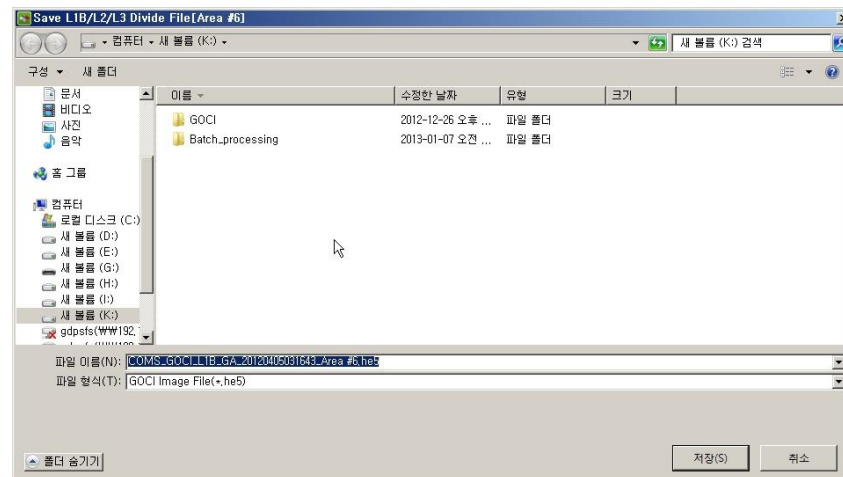 Save L1B/L2/L3 Divide File[Area #6]
컴퓨터 새 볼륨 (K:)
새 볼륨 (K:) 검색
구성 새 폴더
문서
비디오
사진
음악
홈 그룹
컴퓨터
로컬 디스크 (C:)
새 볼륨 (D:)
새 볼륨 (E:)
새 볼륨 (G:)
새 볼륨 (H:)
새 볼륨 (I:)
새 볼륨 (K:)
gdpsfs(₩₩192,
이름 수정한 날짜 유형 크기
GOCI 2012-12-26 오후 ... 파일 폴더
Batch_processing 2013-01-07 오전 ... 파일 폴더
파일 이름(N): COMS_GOCI_L1B_GA_20120405031643_Area #6.he5
파일 형식(T): GOCI Image File(*.he5)
폴더 숨기기
저장(S) 취소